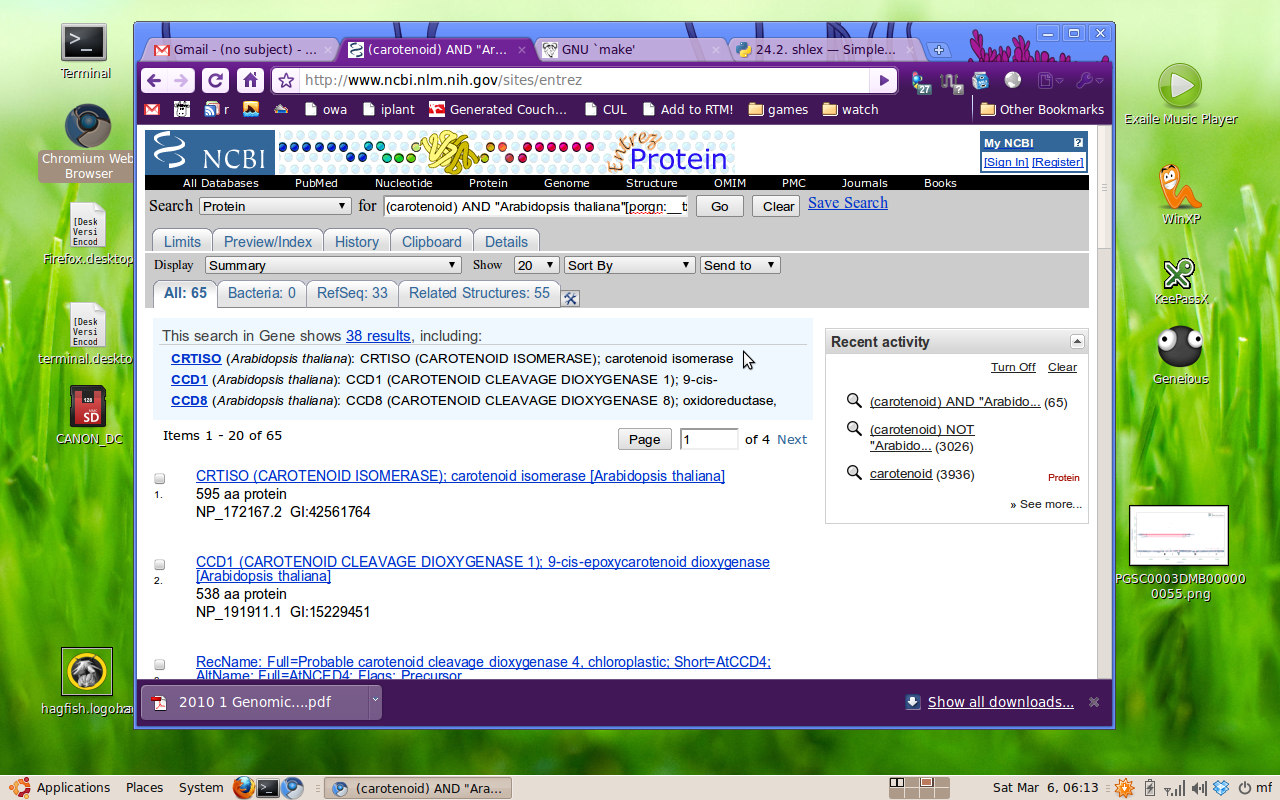 Terminal
Chromium Web
Browser
[Desk
Versi
Encod
Firefox.desktop
[Desk
Versi
Encod
terminal.deskto
128
SD
CANON_DC
hagfish.logo
Gmail - (no subject) - ...
(carotenoid) AND "Ar...
GNU `make'
24.2. shlex — Simple...
http://www.ncbi.nlm.nih.gov/sites/entrez
27
?
r
owa
iplant
Generated Couch...
CUL
Add to RTM!
games
watch
Other Bookmarks
NCBI
Entrez
Protein
My NCBI
?
[Sign In] [Register]
All Databases PubMed Nucleotide Protein Genome Structure OMIM PMC Journals Books
Search Protein for (carotenoid) AND "Arabidopsis thaliana"[porgn:__t Go Clear Save Search
Limits Preview/Index History Clipboard Details
Display Summary Show 20 Sort By Send to
All: 65 Bacteria: 0 RefSeq: 33 Related Structures: 55
This search in Gene shows 38 results, including:
CRTISO (Arabidopsis thaliana): CRTISO (CAROTENOID ISOMERASE); carotenoid isomerase
CCD1 (Arabidopsis thaliana): CCD1 (CAROTENOID CLEAVAGE DIOXYGENASE 1); 9-cis-
CCD8 (Arabidopsis thaliana): CCD8 (CAROTENOID CLEAVAGE DIOXYGENASE 8); oxidoreductase,
Items 1 - 20 of 65
Page 1 of 4 Next
1.
CRTISO (CAROTENOID ISOMERASE); carotenoid isomerase [Arabidopsis thaliana]
595 aa protein
NP_172167.2 GI:42561764
2.
CCD1 (CAROTENOID CLEAVAGE DIOXYGENASE 1); 9-cis-epoxycarotenoid dioxygenase
[Arabidopsis thaliana]
538 aa protein
NP_191911.1 GI:15229451
RecName: Full=Probable carotenoid cleavage dioxygenase 4, chloroplastic; Short=AtCCD4;
AltName: Full=AtNCED4; Flags: Precursor
Recent activity
Turn Off Clear
(carotenoid) AND "Arabido... (65)
(carotenoid) NOT
"Arabido... (3026)
carotenoid (3936)
Protein
» See more...
2010 1 Genomic....pdf
Show all downloads...
Exaile Music Player
WinXP
KeePassX
Geneious
PGSC0003DMB00000
0055.png
Applications Places System
(carotenoid) AND "Ara...
Sat Mar 6, 06:13
mf